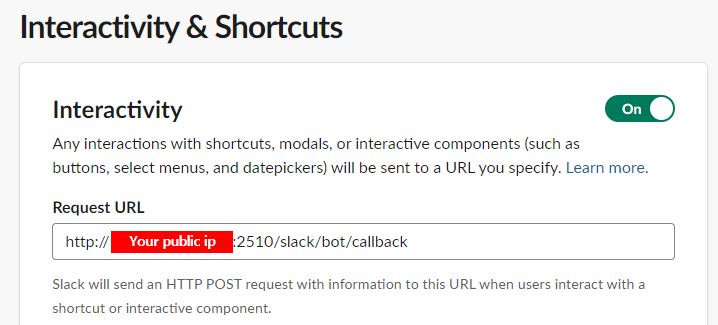 Interactivity & Shortcuts
Interactivity
On
Any interactions with shortcuts, modals, or interactive components (such as
buttons, select menus, and datepickers) will be sent to a URL you specify. Learn more.
Request URL
http:// Your public ip :2510/slack/bot/callback
Slack will send an HTTP POST request with information to this URL when users interact with a
shortcut or interactive component.